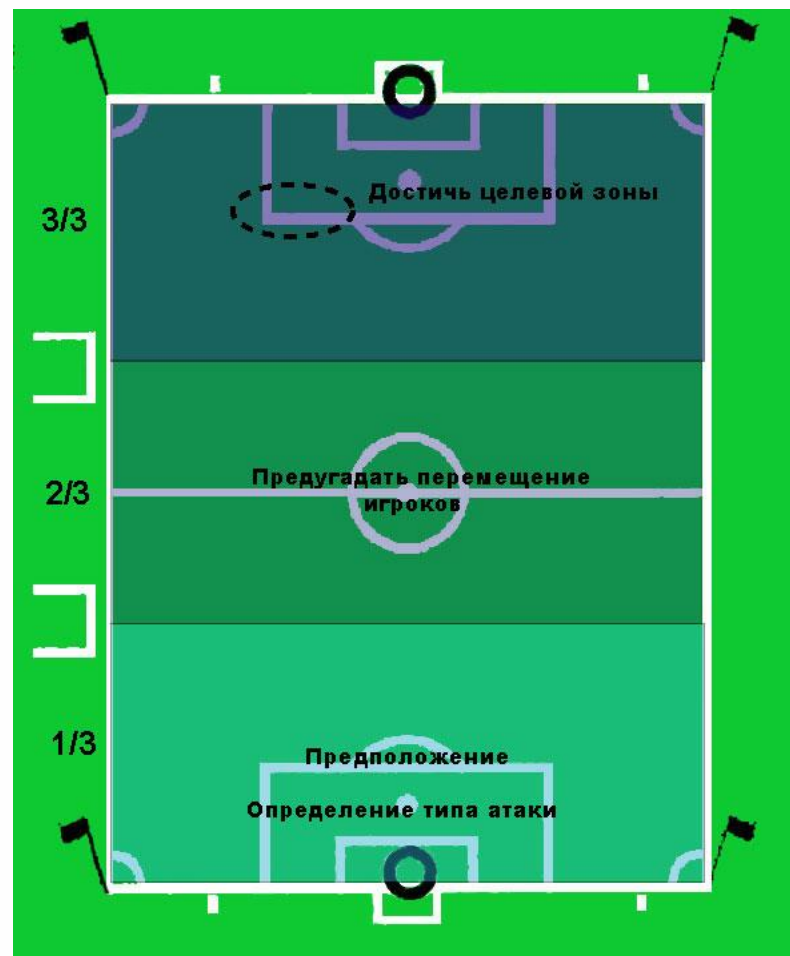 Достичь целевой зоны
3/3
2/3
Предугадать перемещение
игроков
1/3
Предположение
Определение типа атаки